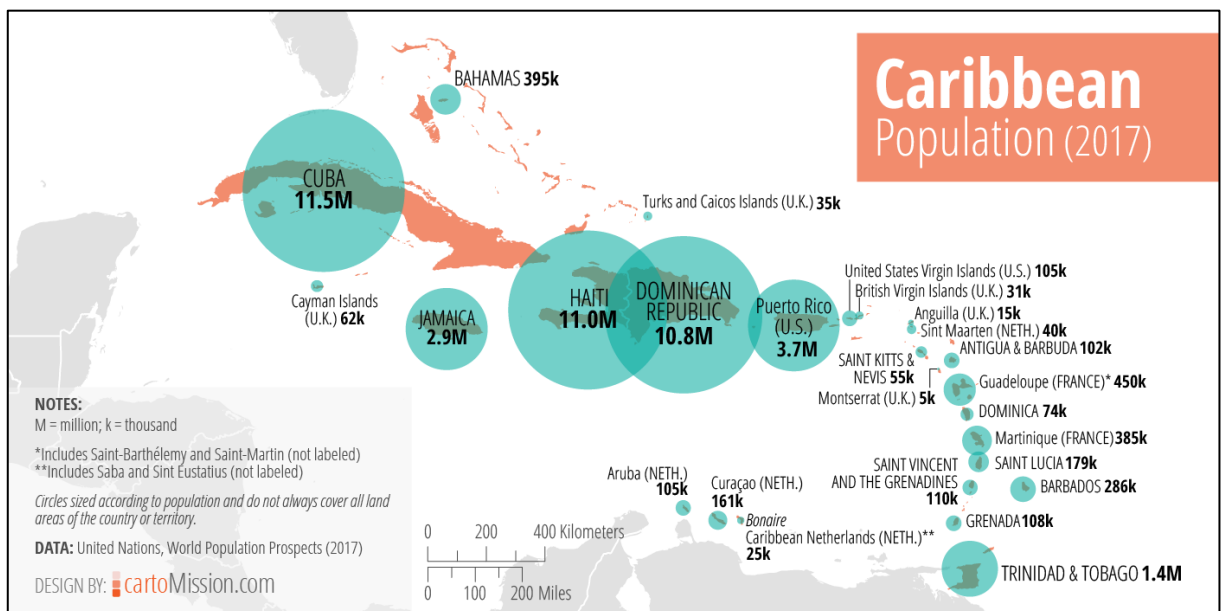 Caribbean
Population (2017)
BAHAMAS 395k
CUBA
11.5M
Turks and Caicos Islands (U.K.) 35k
Cayman Islands
(U.K.) 62k
JAMAICA
2.9M
HAITI
11.0M
DOMINICAN
REPUBLIC
10.8M
Puerto Rico
(U.S.)
3.7M
United States Virgin Islands (U.S.) 105k
British Virgin Islands (U.K.) 31k
Anguilla (U.K.) 15k
Sint Maarten (NETH.) 40k
ANTIGUA & BARBUDA 102k
SAINT KITTS &
NEVIS 55k
Montserrat (U.K.) 5k
Guadeloupe (FRANCE)* 450k
DOMINICA 74k
Martinique (FRANCE) 385k
SAINT LUCIA 179k
SAINT VINCENT
AND THE GRENADINES
110k
BARBADOS 286k
GRENADA 108k
TRINIDAD & TOBAGO 1.4M
Aruba (NETH.)
105k
Curaçao (NETH.)
161k
Bonaire
Caribbean Netherlands (NETH.)**
25k
NOTES:
M = million; k = thousand
*Includes Saint-Barthélemy and Saint-Martin (not labeled)
**Includes Saba and Sint Eustatius (not labeled)
Circles sized according to population and do not always cover all land
areas of the country or territory.
DATA: United Nations, World Population Prospects (2017)
DESIGN BY: cartoMission.com
0 200 400 Kilometers
0 100 200 Miles